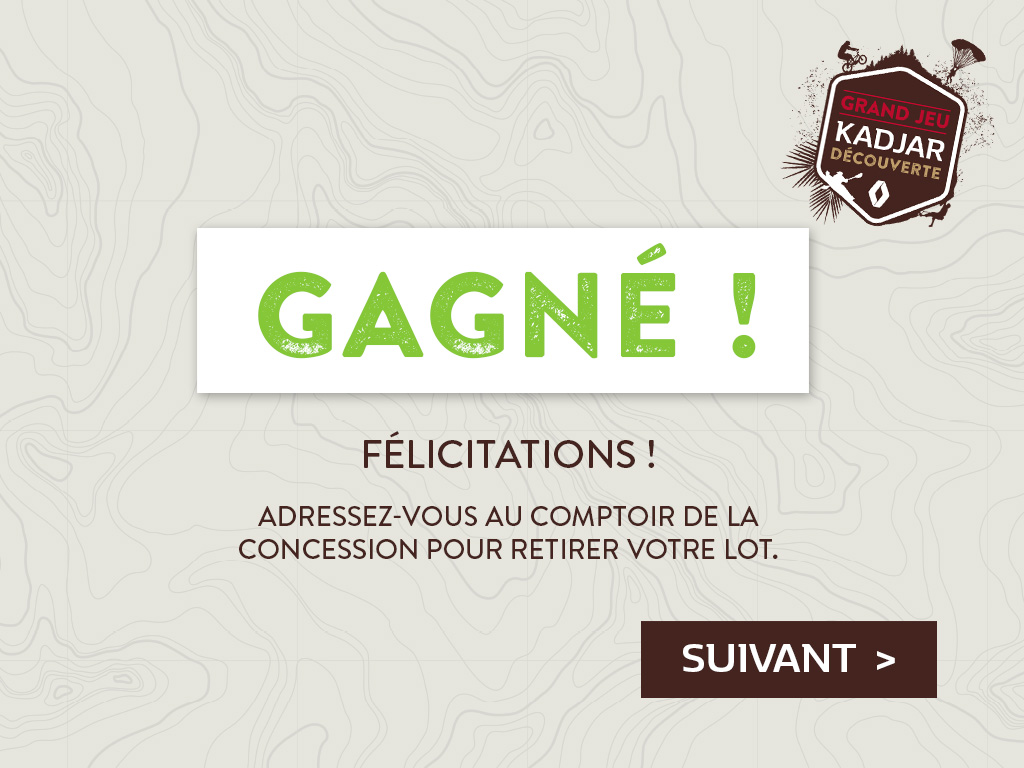 GRAND JEU
KADJAR
DÉCOUVERTE
GAGNÉ !
FÉLICITATIONS !
ADRESSEZ-VOUS AU COMPTOIR DE LA
CONCESSION POUR RETIRER VOTRE LOT.
SUIVANT >